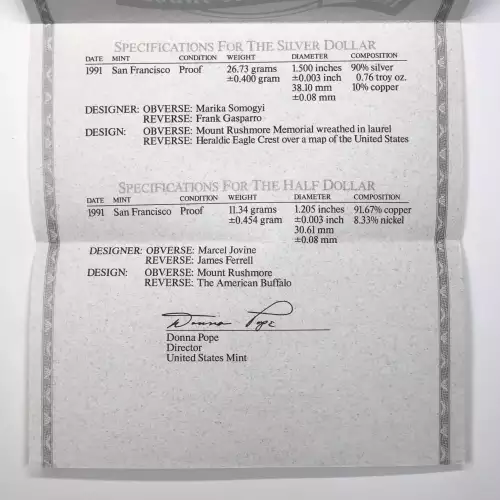 SPECIFICATIONS FOR THE SILVER DOLLAR
DATE MINT CONDITION WEIGHT DIAMETER COMPOSITION
1991 San Francisco Proof 26.73 grams 1.500 inches 90% silver
±0.400 gram ±0.003 inch 0.76 troy oz.
38.10 mm 10% copper
±0.08 mm
DESIGNER: OBVERSE: Marika Somogyi
REVERSE: Frank Gasparro
DESIGN: OBVERSE: Mount Rushmore Memorial wreathed in laurel
REVERSE: Heraldic Eagle Crest over a map of the United States
SPECIFICATIONS FOR THE HALF DOLLAR
DATE MINT CONDITION WEIGHT DIAMETER COMPOSITION
1991 San Francisco Proof 11.34 grams 1.205 inches 91.67% copper
±0.454 gram ±0.003 inch 8.33% nickel
30.61 mm
±0.08 mm
DESIGNER: OBVERSE: Marcel Jovine
REVERSE: James Ferrell
DESIGN: OBVERSE: Mount Rushmore
REVERSE: The American Buffalo
Donna Pope
Donna Pope
Director
United States Mint